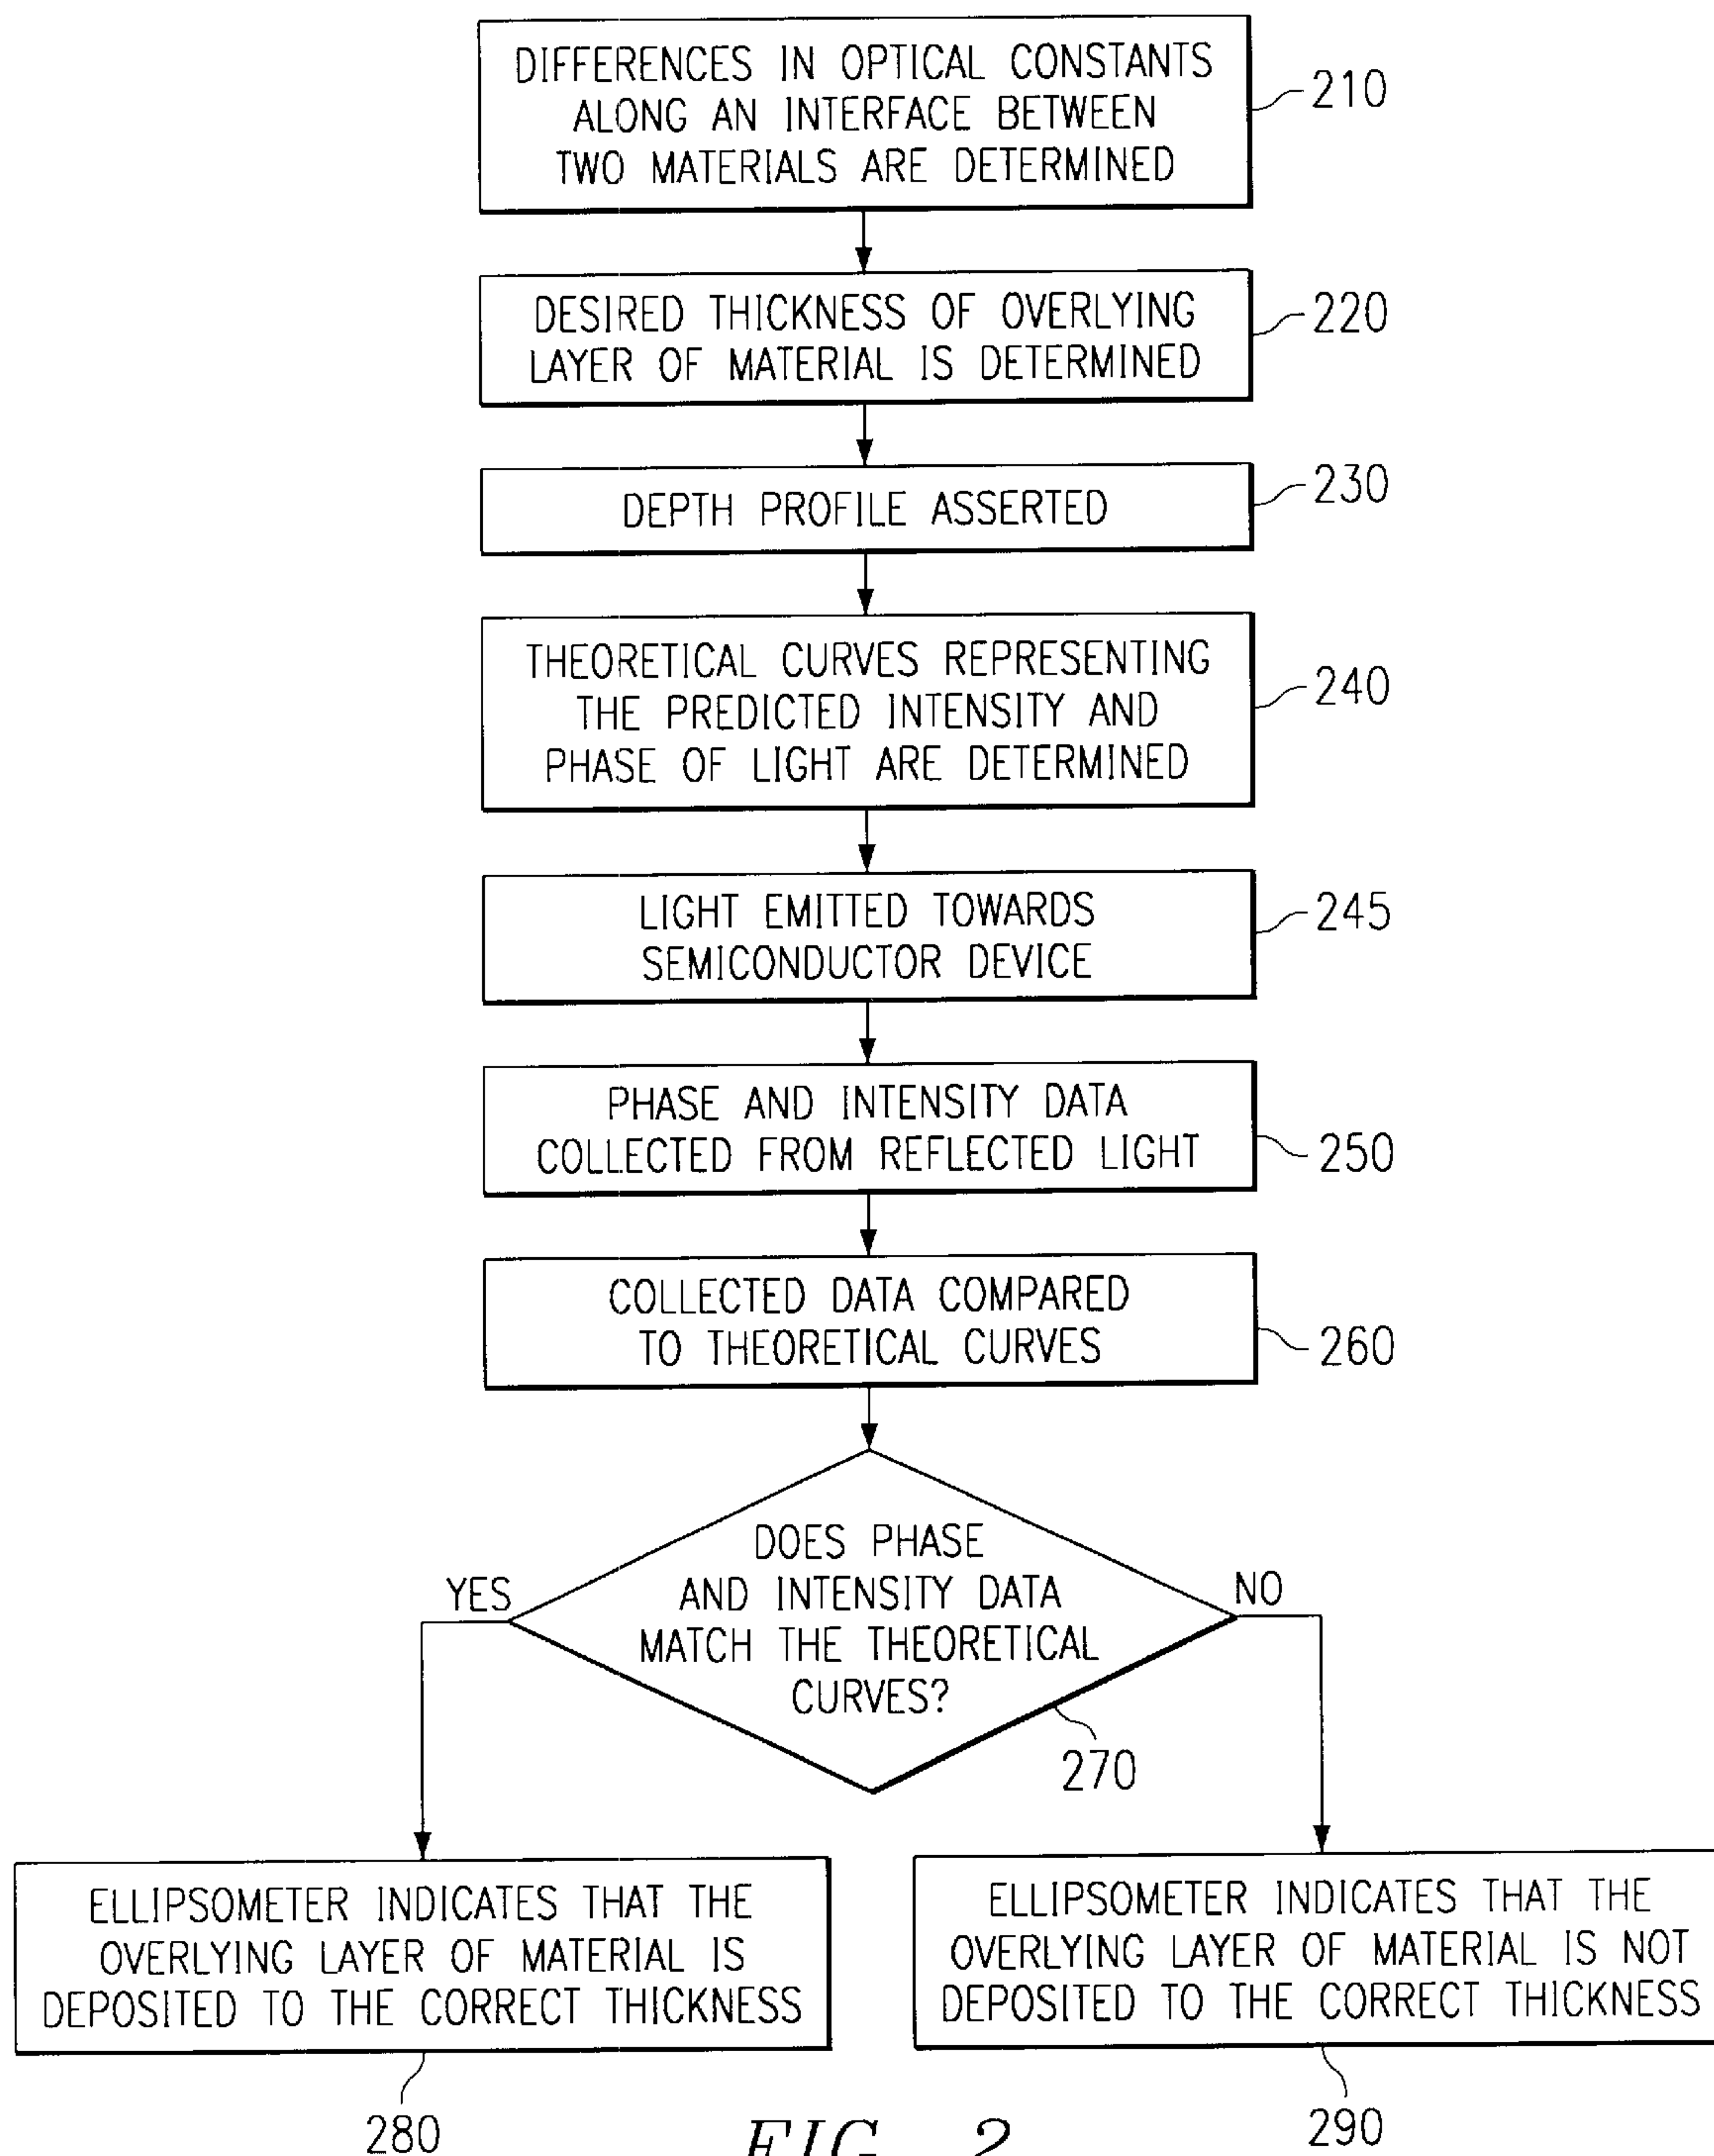 DIFFERENCES IN OPTICAL CONSTANTS
ALONG AN INTERFACE BETWEEN
TWO MATERIALS ARE DETERMINED
210
DESIRED THICKNESS OF OVERLYING
LAYER OF MATERIAL IS DETERMINED
220
DEPTH PROFILE ASSERTED
230
THEORETICAL CURVES REPRESENTING
THE PREDICTED INTENSITY AND
PHASE OF LIGHT ARE DETERMINED
240
LIGHT EMITTED TOWARDS
SEMICONDUCTOR DEVICE
245
PHASE AND INTENSITY DATA
COLLECTED FROM REFLECTED LIGHT
250
COLLECTED DATA COMPARED
TO THEORETICAL CURVES
260
DOES PHASE
AND INTENSITY DATA
MATCH THE THEORETICAL
CURVES?
YES
NO
270
ELLIPSOMETER INDICATES THAT THE
OVERLYING LAYER OF MATERIAL IS
DEPOSITED TO THE CORRECT THICKNESS
280
ELLIPSOMETER INDICATES THAT THE
OVERLYING LAYER OF MATERIAL IS NOT
DEPOSITED TO THE CORRECT THICKNESS
290
FIG. 2